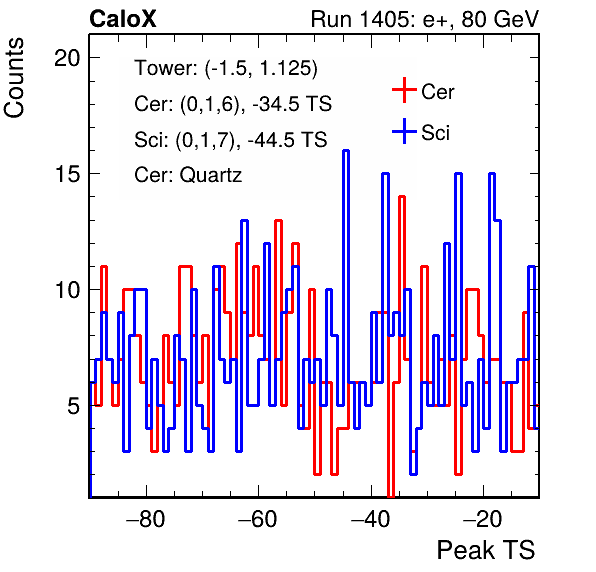 CaloX Run 1405: e+, 80 GeV
Counts
20
15
10
5
Tower: (-1.5, 1.125)
Cer: (0,1,6), -34.5 TS
Sci: (0,1,7), -44.5 TS
Cer: Quartz
Cer
Sci
−80 −60 −40 −20
Peak TS